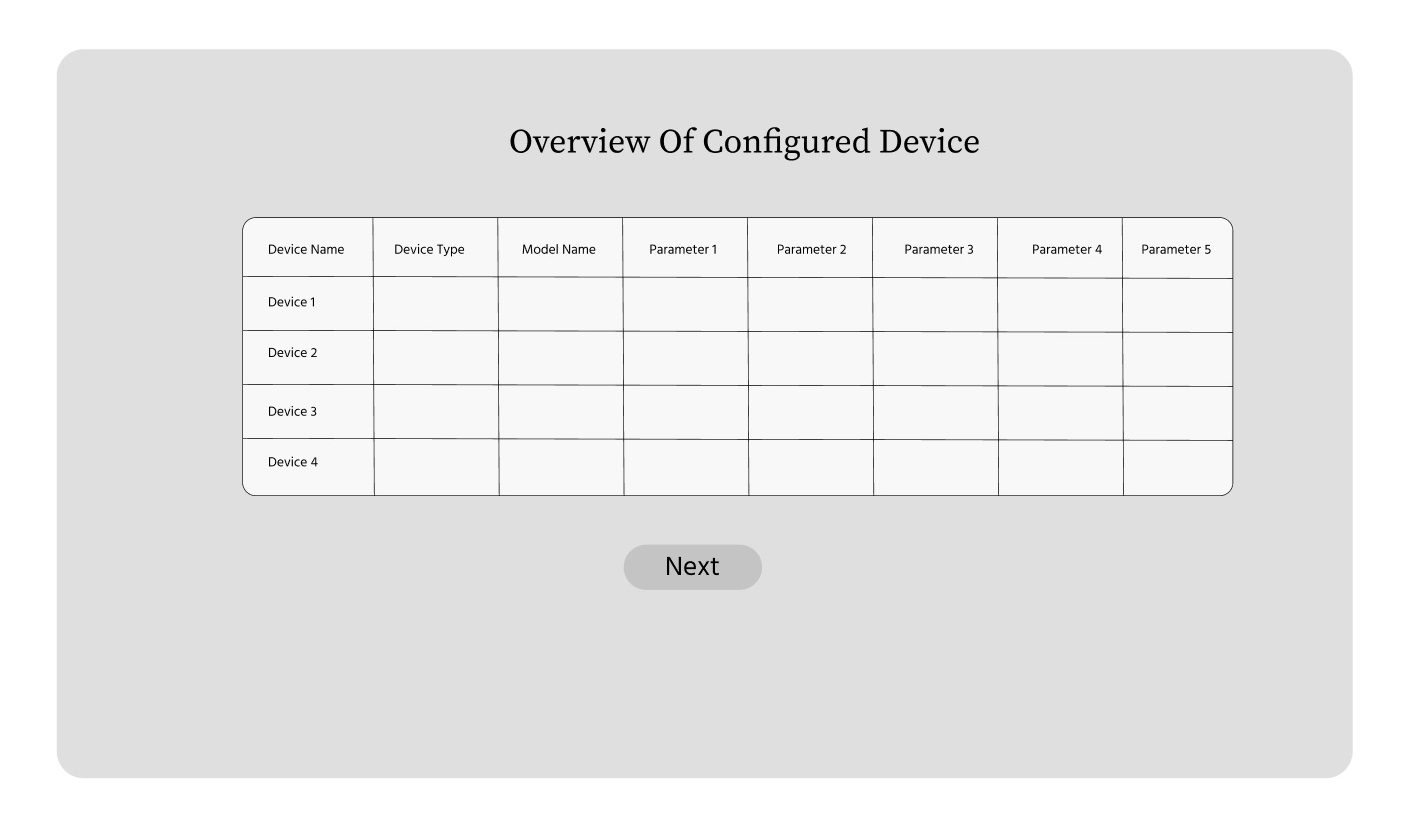 Overview Of Configured Device
Device Name Device Type Model Name Parameter 1 Parameter 2 Parameter 3 Parameter 4 Parameter 5
Device 1
Device 2
Device 3
Device 4
Next